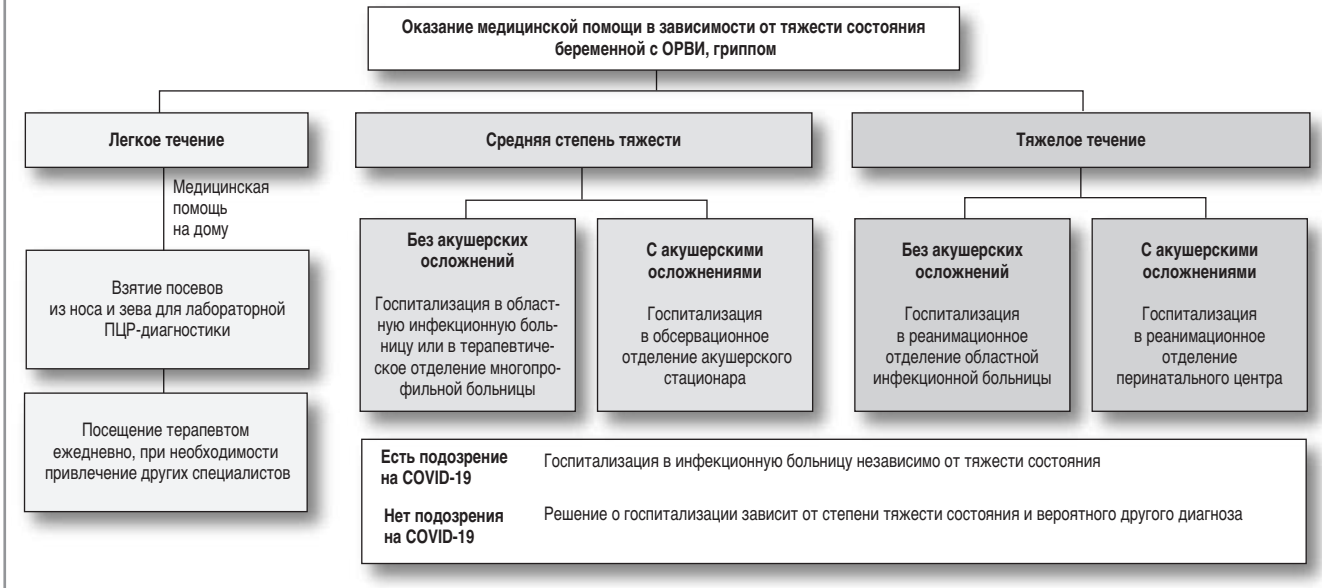 Оказание медицинской помощи в зависимости от тяжести состояния
беременной с ОРВИ, гриппом
Легкое течение
Медицинская
помощь
на дому
Взятие посевов
из носа и зева для лабораторной
ПЦР-диагностики
Посещение терапевтом
ежедневно, при необходимости
привлечение других специалистов
Средняя степень тяжести
Без акушерских
осложнений
Госпитализация в област-
ную инфекционную боль-
ницу или в терапевтиче-
ское отделение многопро-
фильной больницы
С акушерскими
осложнениями
Госпитализация
в обсервационное
отделение акушерского
стационара
Тяжелое течение
Без акушерских
осложнений
Госпитализация
в реанимационное
отделение областной
инфекционной больницы
С акушерскими
осложнениями
Госпитализация
в реанимационное
отделение
перинатального центра
Есть подозрение
на COVID-19
Госпитализация в инфекционную больницу независимо от тяжести состояния
Нет подозрения
на COVID-19
Решение о госпитализации зависит от степени тяжести состояния и вероятного другого диагноза